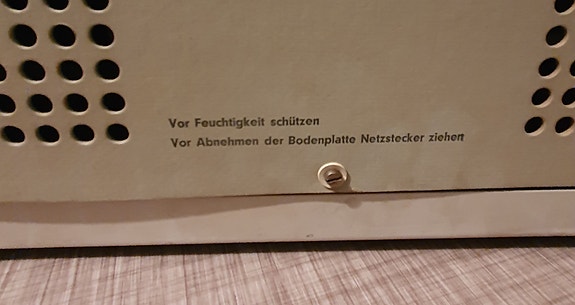 Vor Feuchtigkeit schützen
Vor Abnehmen der Bodenplatte Netzstecker ziehen